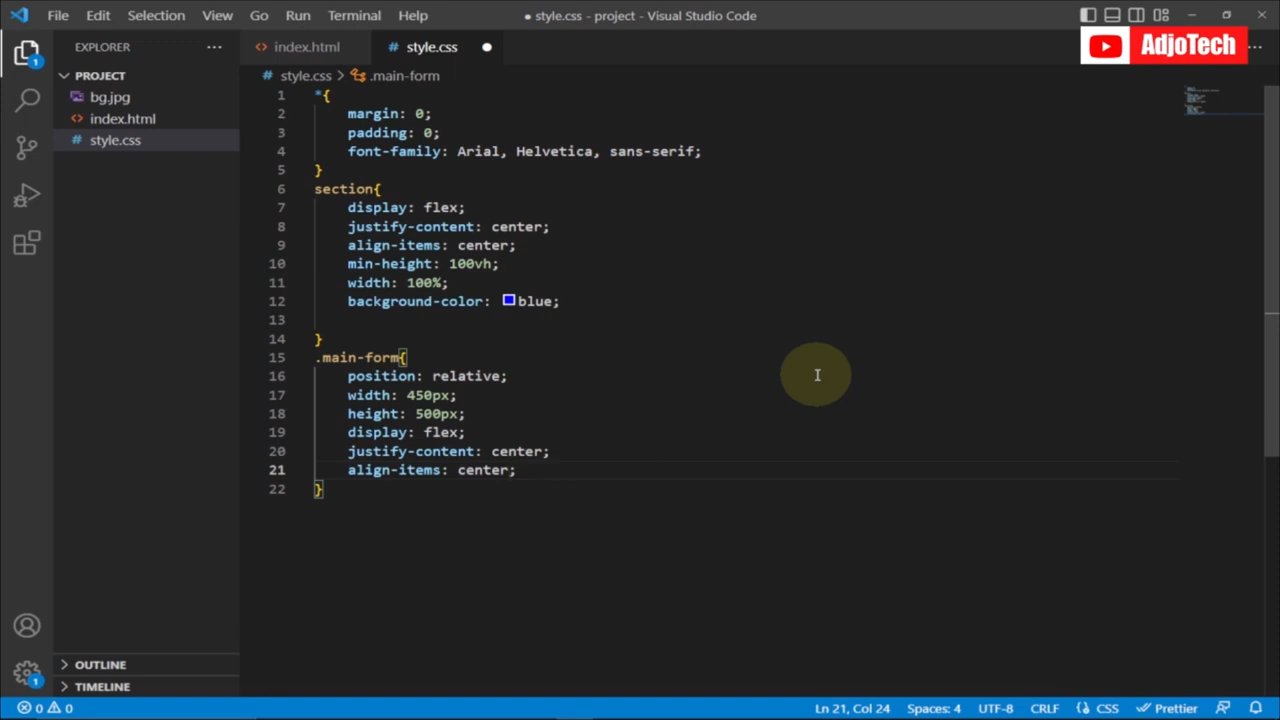 File Edit Selection View Go Run Terminal Help ● style.css - project - Visual Studio Code
AdjoTech
EXPLORER ···
PROJECT
bg.jpg
index.html
# style.css
OUTLINE
TIMELINE
index.html # style.css ●
# style.css > .main-form
1 *{
2 margin: 0;
3 padding: 0;
4 font-family: Arial, Helvetica, sans-serif;
5 }
6 section{
7 display: flex;
8 justify-content: center;
9 align-items: center;
10 min-height: 100vh;
11 width: 100%;
12 background-color: blue;
13
14 }
15 .main-form{
16 position: relative;
17 width: 450px;
18 height: 500px;
19 display: flex;
20 justify-content: center;
21 align-items: center;
22 }
1
1
0 0 Ln 21, Col 24 Spaces: 4 UTF-8 CRLF CSS Prettier